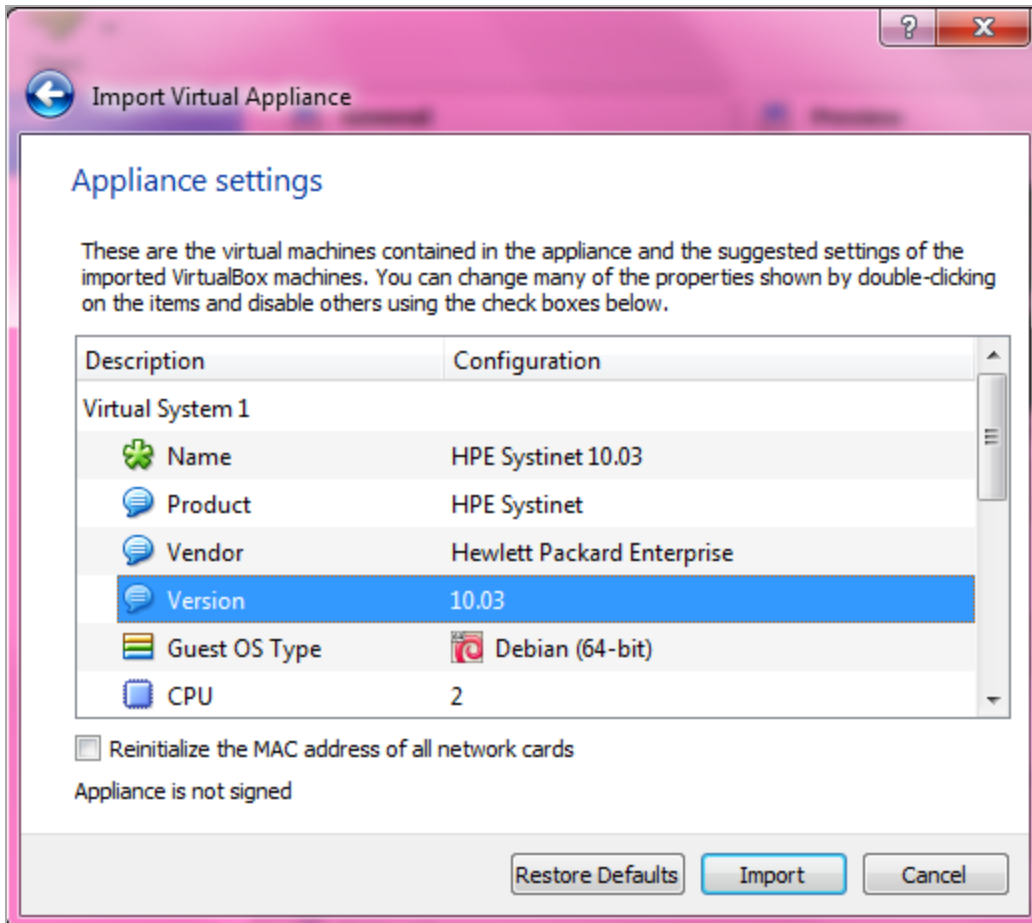 Import Virtual Appliance
Appliance settings
These are the virtual machines contained in the appliance and the suggested settings of the
imported VirtualBox machines. You can change many of the properties shown by double-clicking
on the items and disable others using the check boxes below.
Description Configuration
Virtual System 1
Name HPE Systinet 10.03
Product HPE Systinet
Vendor Hewlett Packard Enterprise
Version 10.03
Guest OS Type Debian (64-bit)
CPU 2
Reinitialize the MAC address of all network cards
Appliance is not signed
Restore Defaults Import Cancel